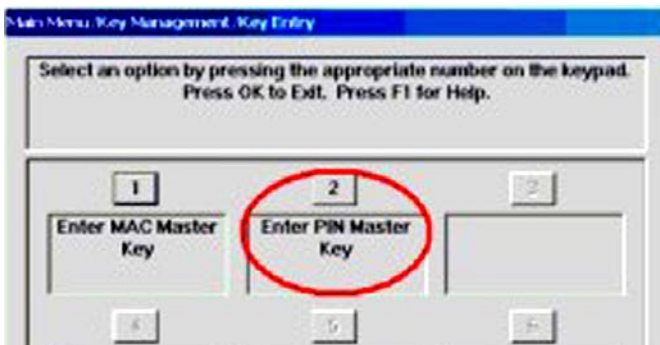 Main Menu /Key Management /Key Entry
Select an option by pressing the appropriate number on the keypad.
Press OK to Exit. Press F1 for Help.
1 2 3
Enter MAC Master Enter PIN Master
Key Key
4 5 6